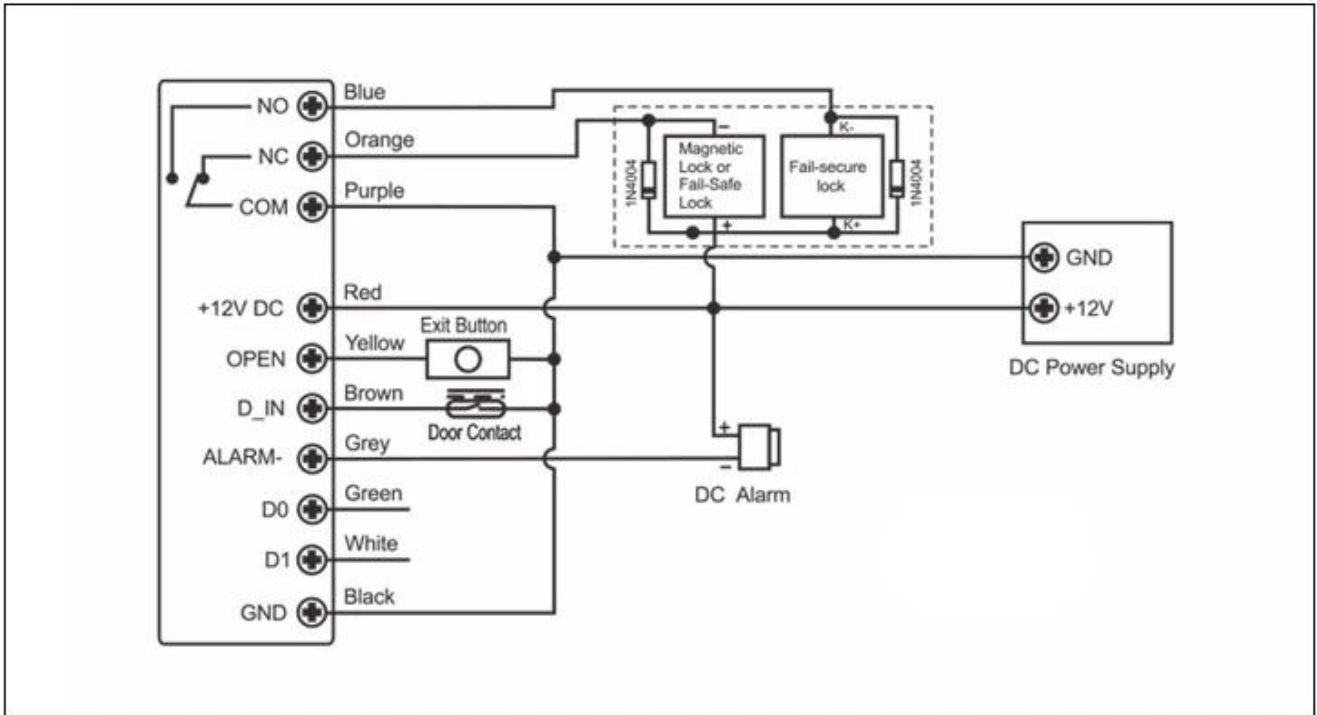 NO
Blue
NC
Orange
COM
Purple
+12V DC
Red
OPEN
Yellow
Exit Button
D_IN
Brown
Door Contact
ALARM-
Grey
D0
Green
D1
White
GND
Black
1N4004
−
Magnetic
Lock or
Fail-Safe
Lock
+
K-
Fail-secure
lock
K+
1N4004
GND
+12V
DC Power Supply
+
−
DC Alarm